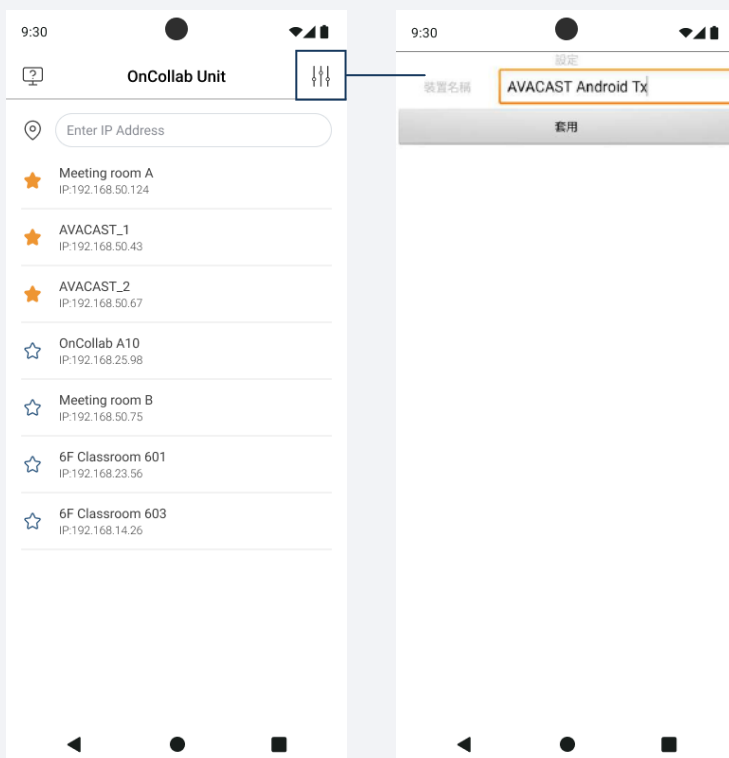 9:30
OnCollab Unit
Enter IP Address
Meeting room A
IP:192.168.50.124
AVACAST_1
IP:192.168.50.43
AVACAST_2
IP:192.168.50.67
OnCollab A10
IP:192.168.25.98
Meeting room B
IP:192.168.50.75
6F Classroom 601
IP:192.168.23.56
6F Classroom 603
IP:192.168.14.26
9:30
設定
裝置名稱 AVACAST Android Tx
套用